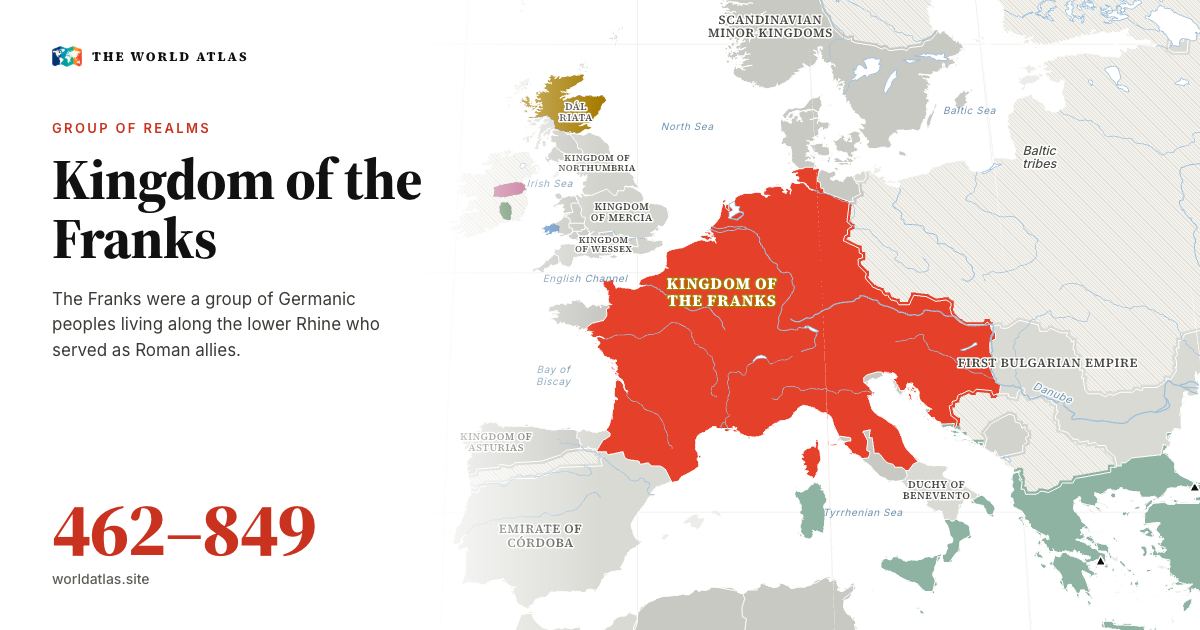 THE WORLD ATLAS
GROUP OF REALMS
Kingdom of the
Franks
The Franks were a group of Germanic
peoples living along the lower Rhine who
served as Roman allies.
462–849
worldatlas.site
SCANDINAVIAN
MINOR KINGDOMS
DÁL
RIATA
North Sea
Baltic Sea
Baltic
tribes
KINGDOM OF
NORTHUMBRIA
Irish Sea
KINGDOM
OF MERCIA
KINGDOM
OF WESSEX
English Channel
KINGDOM OF
THE FRANKS
FIRST BULGARIAN EMPIRE
Bay of
Biscay
Danube
KINGDOM OF
ASTURIAS
DUCHY OF
BENEVENTO
Tyrrhenian Sea
EMIRATE OF
CÓRDOBA